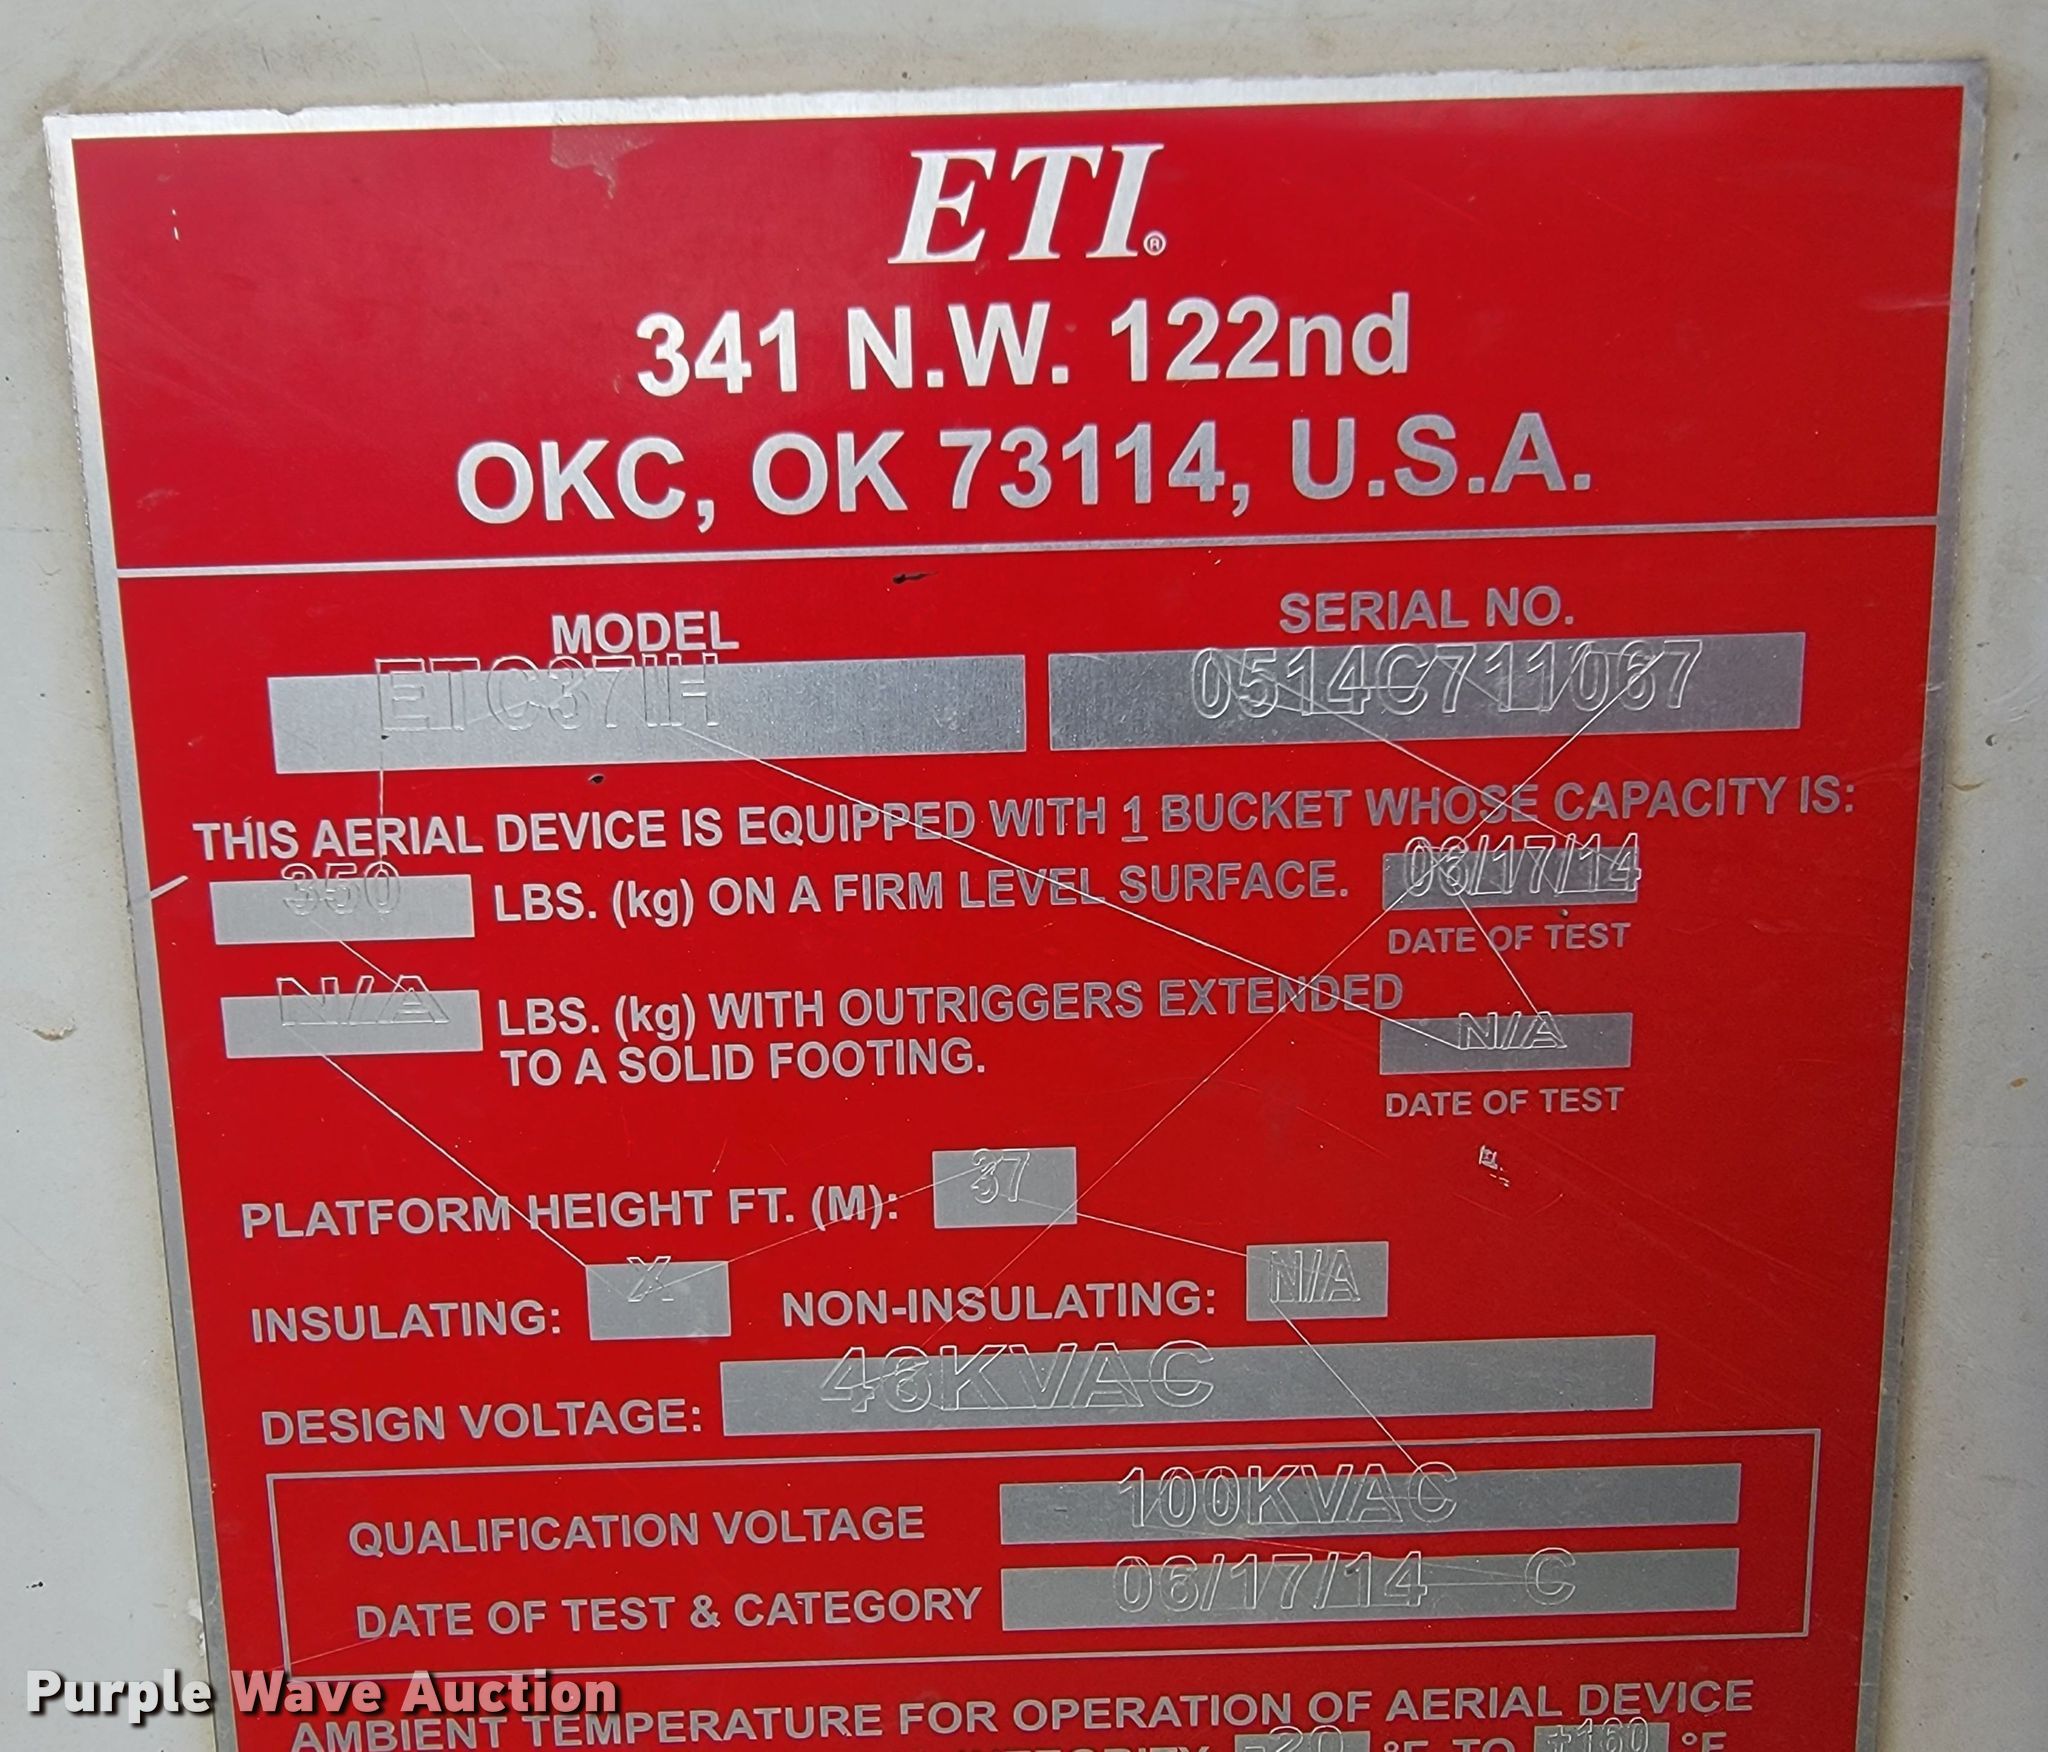 ETI®
341 N.W. 122nd
OKC, OK 73114, U.S.A.
MODEL SERIAL NO.
ETC37IH 0514C711067
THIS AERIAL DEVICE IS EQUIPPED WITH 1 BUCKET WHOSE CAPACITY IS:
350 LBS. (kg) ON A FIRM LEVEL SURFACE. 06/17/14
DATE OF TEST
N/A LBS. (kg) WITH OUTRIGGERS EXTENDED
TO A SOLID FOOTING. N/A
DATE OF TEST
PLATFORM HEIGHT FT. (M): 37
INSULATING: X NON-INSULATING: N/A
DESIGN VOLTAGE: 46KVAC
QUALIFICATION VOLTAGE 100KVAC
DATE OF TEST & CATEGORY 06/17/14 C
AMBIENT TEMPERATURE FOR OPERATION OF AERIAL DEVICE
-20 °F TO +160 °F
Purple Wave Auction